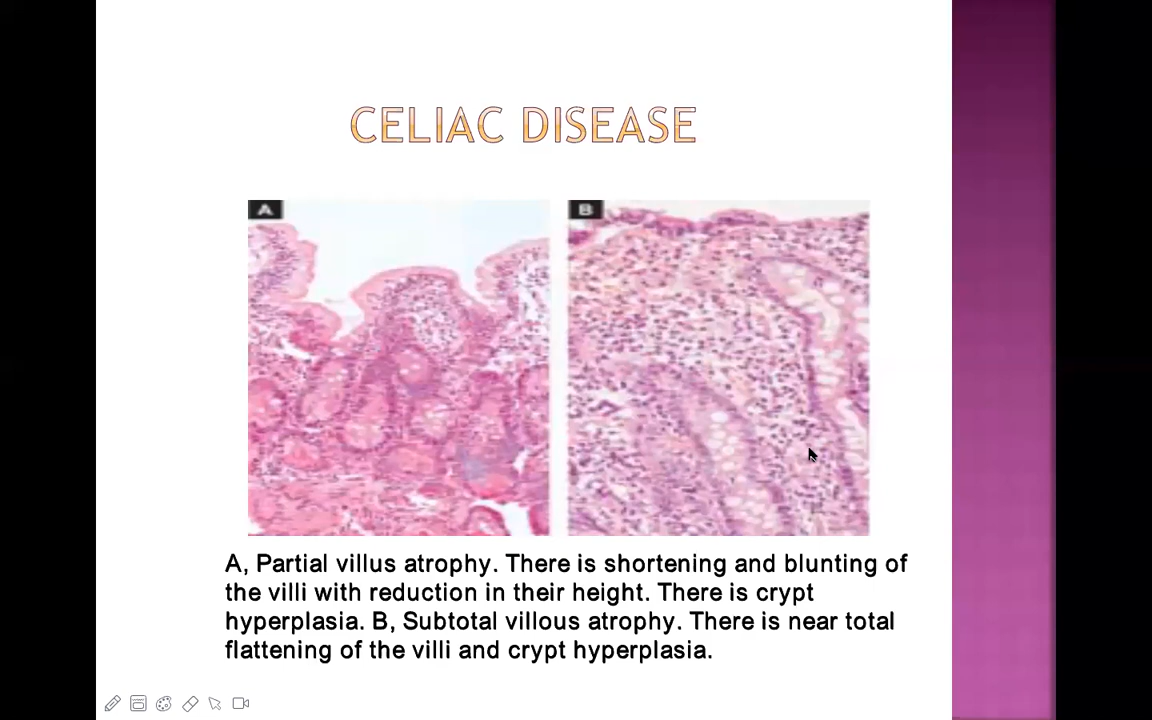 CELIAC DISEASE
A
B
A, Partial villus atrophy. There is shortening and blunting of
the villi with reduction in their height. There is crypt
hyperplasia. B, Subtotal villous atrophy. There is near total
flattening of the villi and crypt hyperplasia.